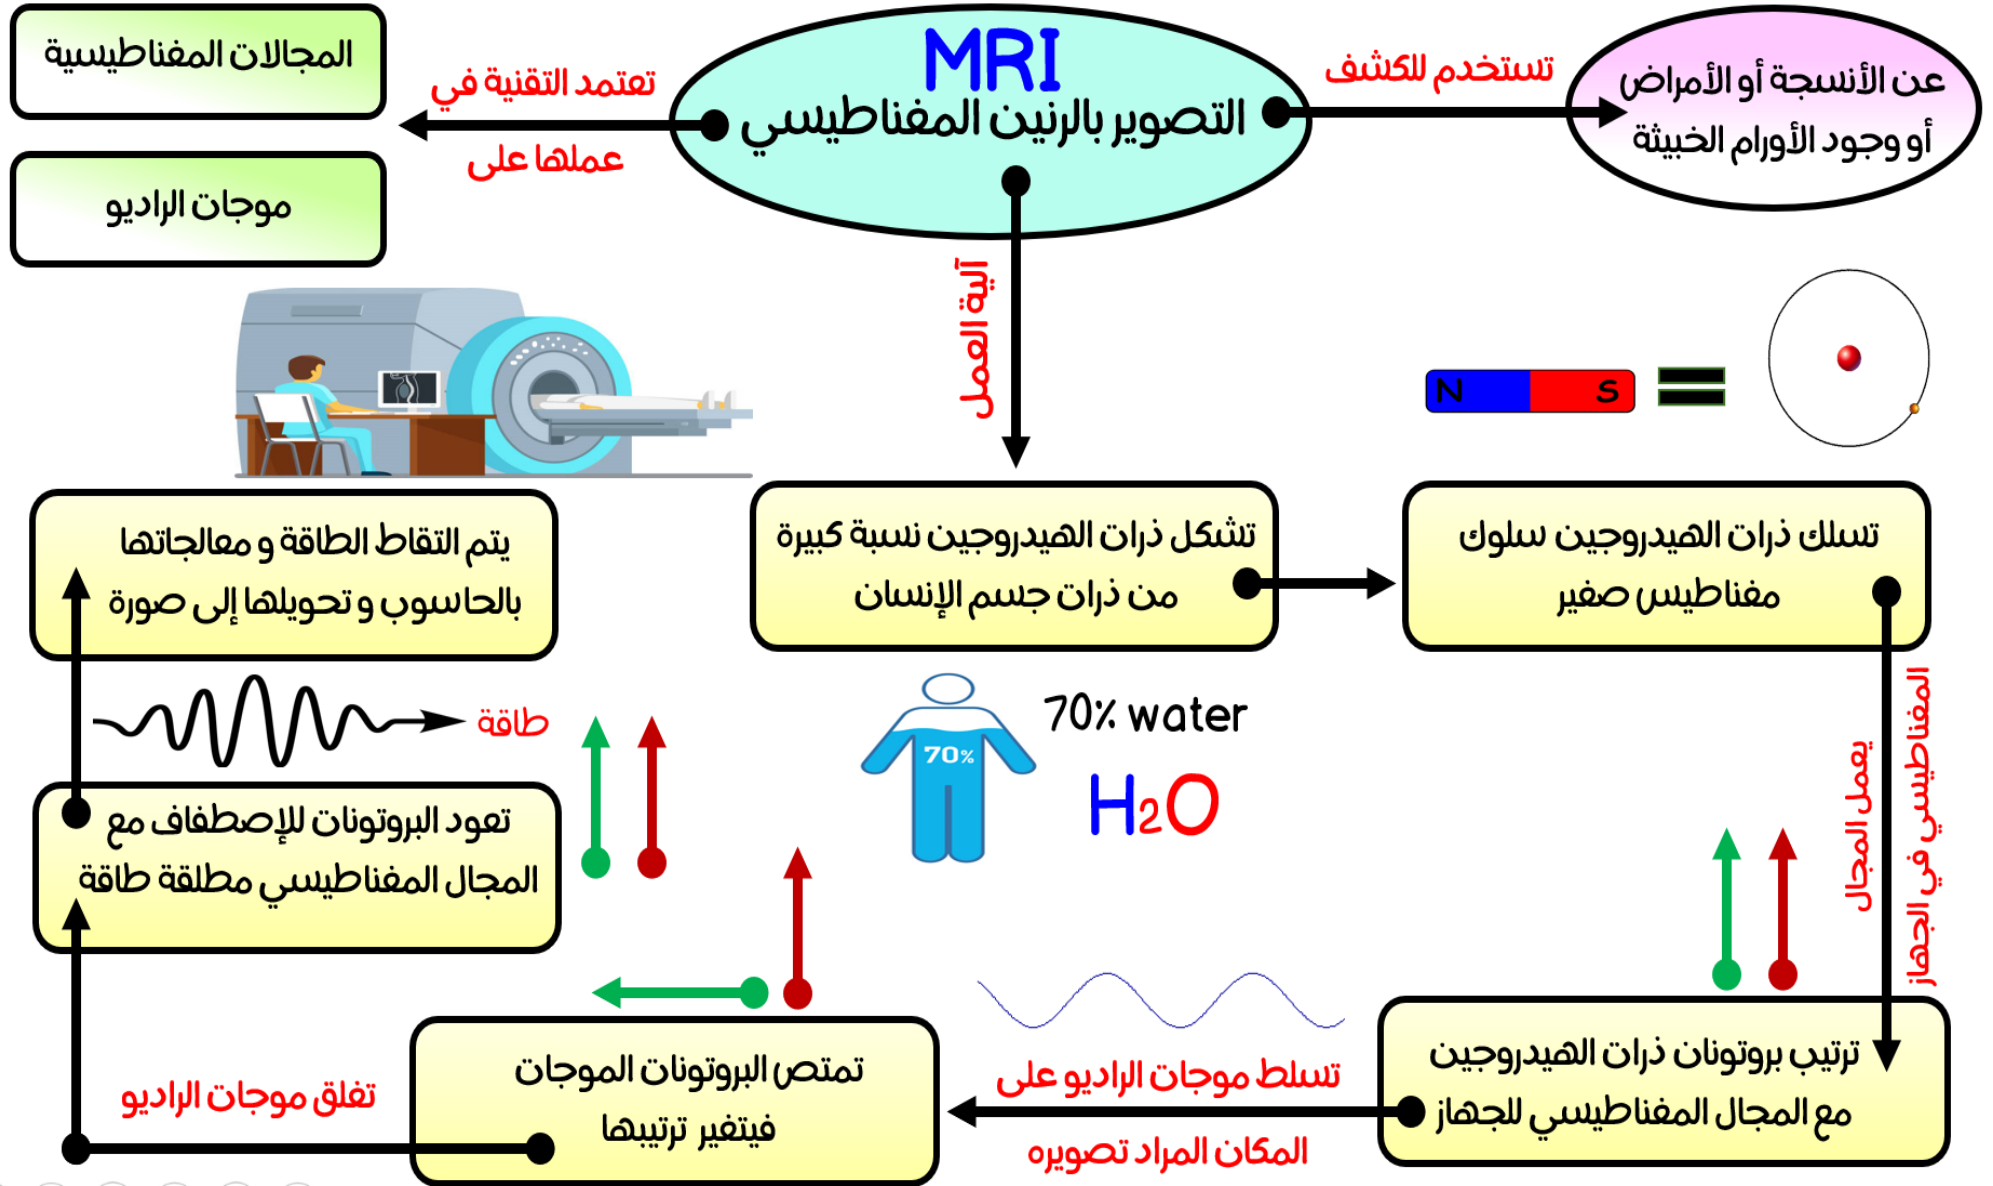 MRI
التصوير بالرنين المغناطيسي
تستخدم للكشف
عن الأنسجة أو الأمراض
أو وجود الأورام الخبيثة
تعتمد التقنية في
عملها على
المجالات المغناطيسية
موجات الراديو
آلية العمل
تشكل ذرات الهيدروجين نسبة كبيرة
من ذرات جسم الإنسان
70%
70% water
H2O
N S
تسلك ذرات الهيدروجين سلوك
مغناطيس صغير
يعمل المجال
المغناطيسي في الجهاز
ترتيب بروتونات ذرات الهيدروجين
مع المجال المغناطيسي للجهاز
تسلط موجات الراديو على
المكان المراد تصويره
تمتص البروتونات الموجات
فيتغير ترتيبها
تغلق موجات الراديو
تعود البروتونات للإصطفاف مع
المجال المغناطيسي مطلقة طاقة
طاقة
يتم التقاط الطاقة و معالجاتها
بالحاسوب و تحويلها إلى صورة